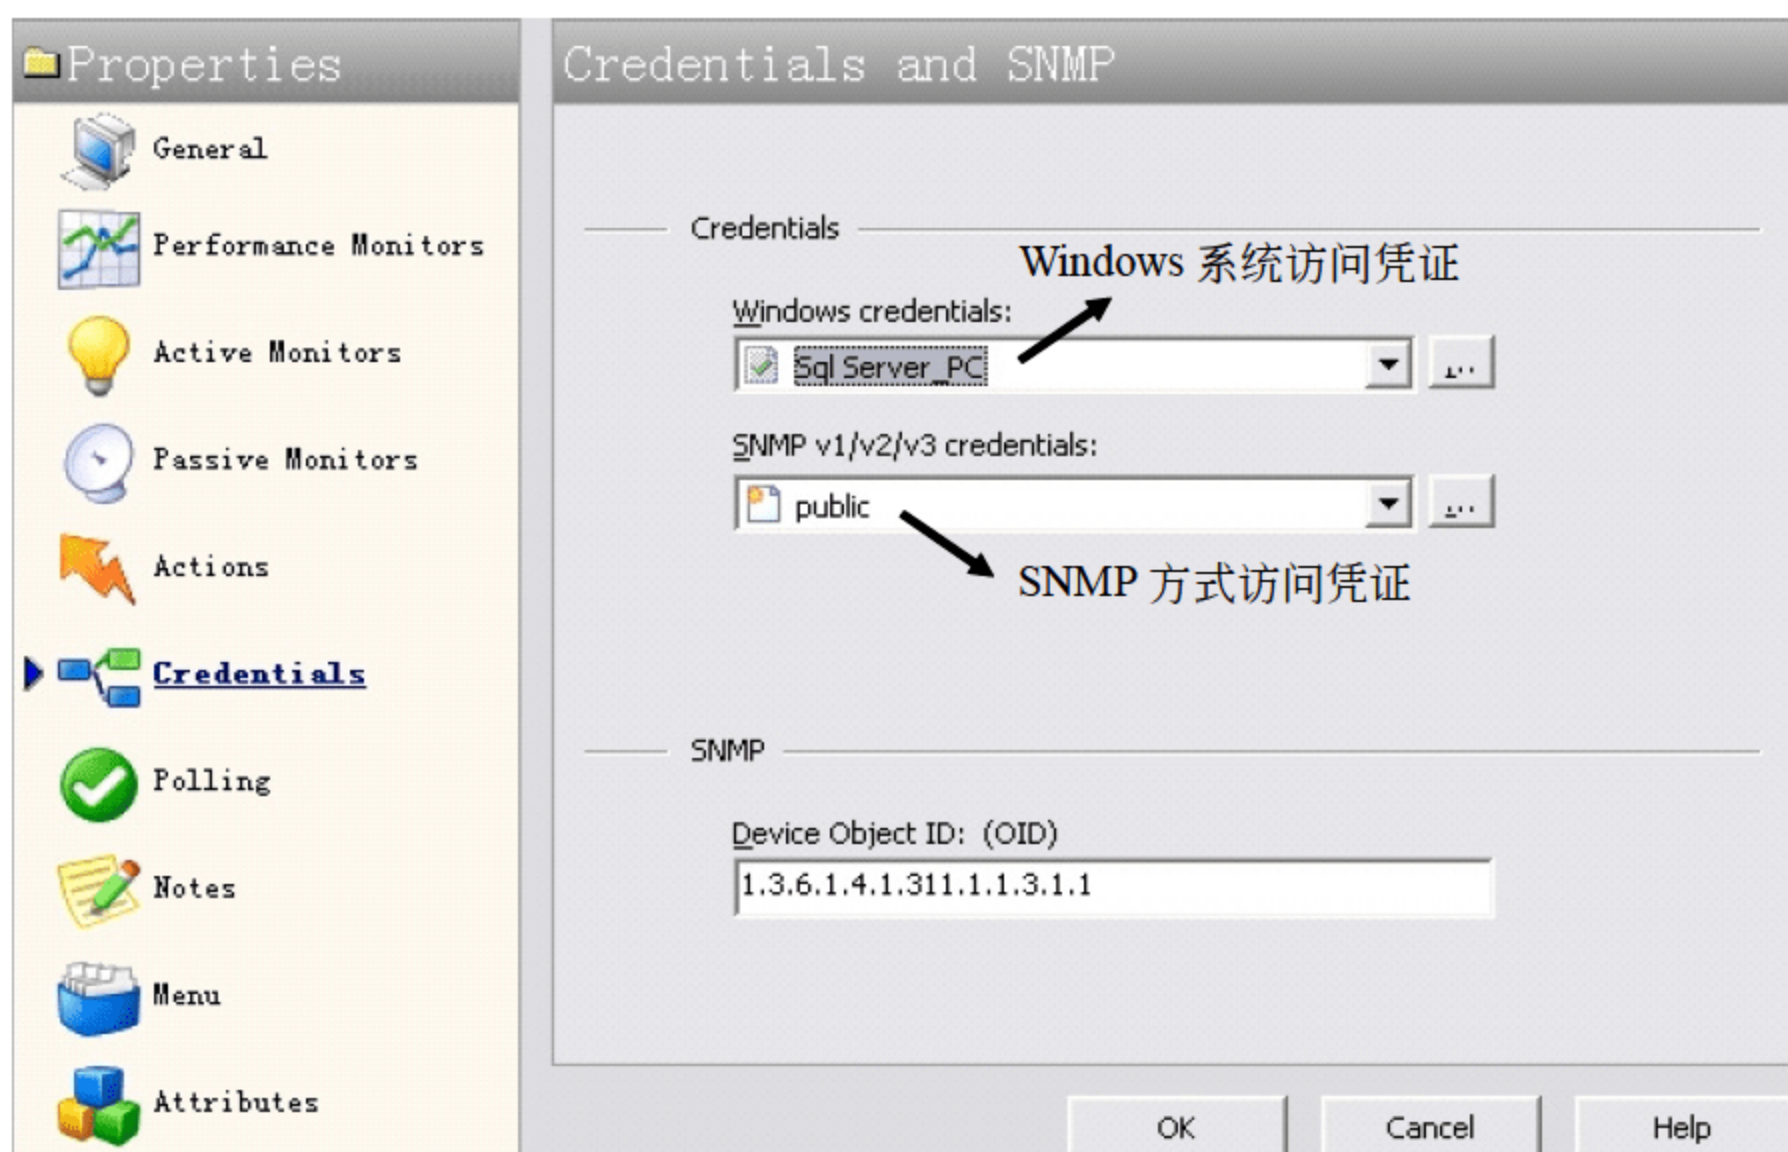 Properties
General
Performance Monitors
Active Monitors
Passive Monitors
Actions
Credentials
Polling
Notes
Menu
Attributes
Credentials and SNMP
Credentials
Windows 系统访问凭证
Windows credentials:
Sql Server_PC
...
SNMP v1/v2/v3 credentials:
public
...
SNMP 方式访问凭证
SNMP
Device Object ID: (OID)
1.3.6.1.4.1.311.1.1.3.1.1
OK
Cancel
Help